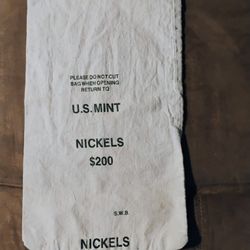 PLEASE DO NOT CUT
BAG WHEN OPENING
RETURN TO
U.S. MINT
NICKELS
$200
S.W.B.
NICKELS